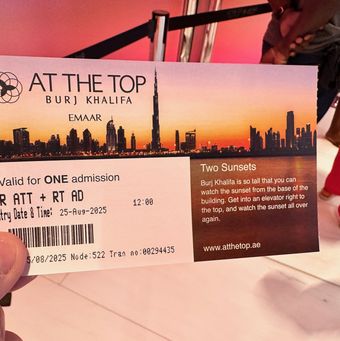 AT THE TOP
BURJ KHALIFA
EMAAR
Valid for ONE admission
R ATT + RT AD
ntry Date & Time: 25-Aug-2025 12:00
5/08/2025 Node:522 Tran no:00294435
Two Sunsets
Burj Khalifa is so tall that you can
watch the sunset from the base of the
building. Get into an elevator right to
the top, and watch the sunset all over
again.
www.atthetop.ae